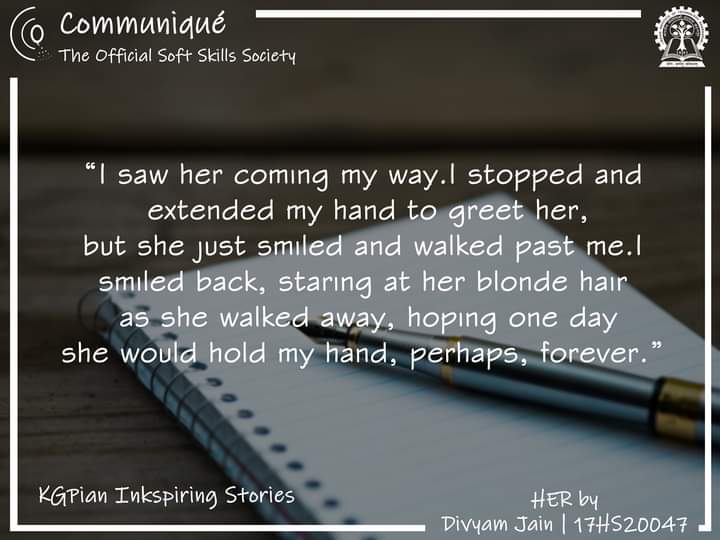 Communiqué
The Official Soft Skills Society
“I saw her coming my way.I stopped and
extended my hand to greet her,
but she just smiled and walked past me.I
smiled back, staring at her blonde hair
as she walked away, hoping one day
she would hold my hand, perhaps, forever.”
KGPian Inkspiring Stories
HER by
Divyam Jain | 17HS20047